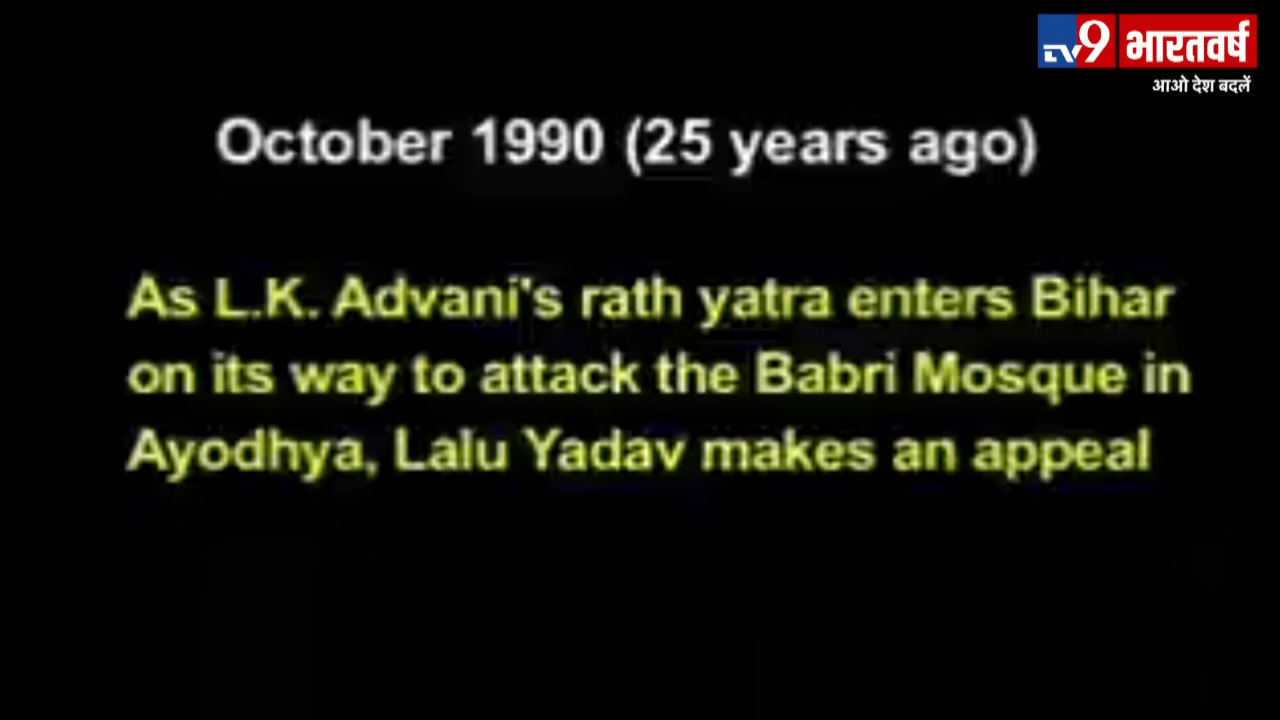 TV9 भारतवर्ष
आओ देश बदलें
October 1990 (25 years ago)
As L.K. Advani's rath yatra enters Bihar
on its way to attack the Babri Mosque in
Ayodhya, Lalu Yadav makes an appeal